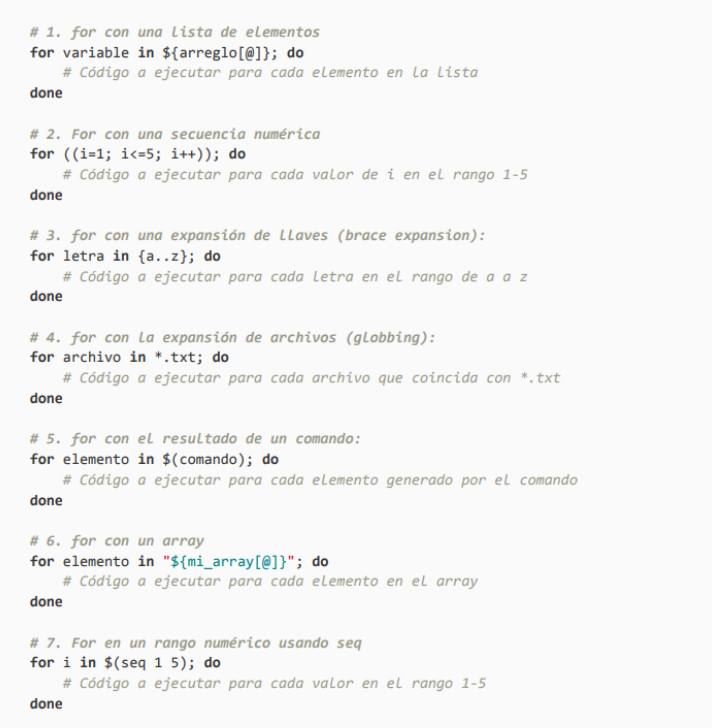 # 1. for con una lista de elementos
for variable in ${arreglo[@]}; do
    # Código a ejecutar para cada elemento en la lista
done
# 2. For con una secuencia numérica
for ((i=1; i<=5; i++)); do
    # Código a ejecutar para cada valor de i en el rango 1-5
done
# 3. for con una expansión de llaves (brace expansion):
for letra in {a..z}; do
    # Código a ejecutar para cada letra en el rango de a a z
done
# 4. for con la expansión de archivos (globbing):
for archivo in *.txt; do
    # Código a ejecutar para cada archivo que coincida con *.txt
done
# 5. for con el resultado de un comando:
for elemento in $(comando); do
    # Código a ejecutar para cada elemento generado por el comando
done
# 6. for con un array
for elemento in "${mi_array[@]}"; do
    # Código a ejecutar para cada elemento en el array
done
# 7. For en un rango numérico usando seq
for i in $(seq 1 5); do
    # Código a ejecutar para cada valor en el rango 1-5
done